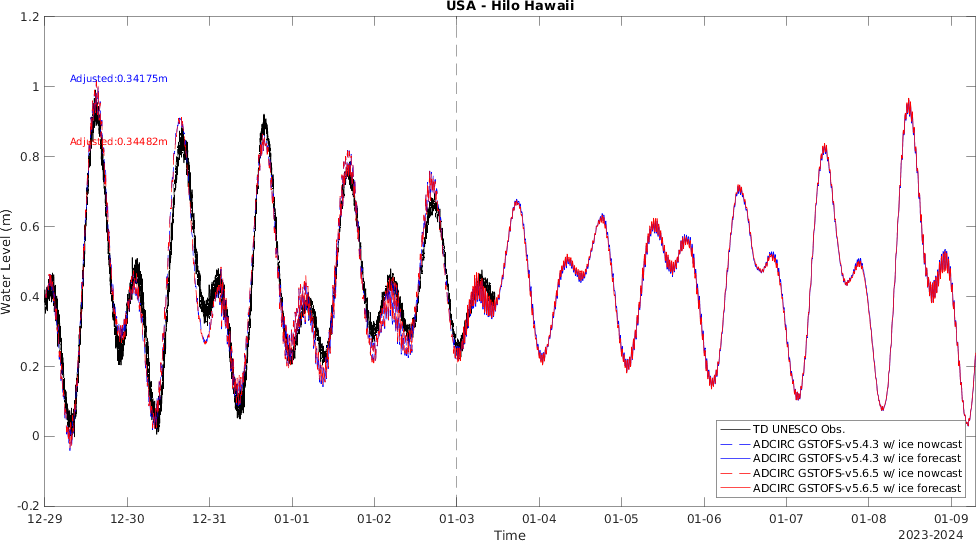 USA - Hilo Hawaii
1.2
1
0.8
0.6
0.4
0.2
0
-0.2
Water Level (m)
Adjusted:0.34175m
Adjusted:0.34482m
TD UNESCO Obs.
ADCIRC GSTOFS-v5.4.3 w/ ice nowcast
ADCIRC GSTOFS-v5.4.3 w/ ice forecast
ADCIRC GSTOFS-v5.6.5 w/ ice nowcast
ADCIRC GSTOFS-v5.6.5 w/ ice forecast
12-29 12-30 12-31 01-01 01-02 01-03 01-04 01-05 01-06 01-07 01-08 01-09
Time
2023-2024